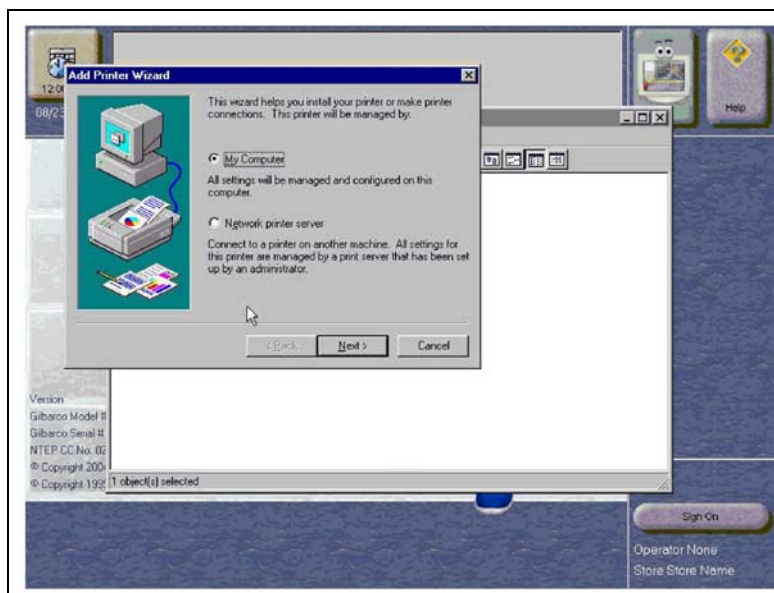 12:0
08/23
Add Printer Wizard
This wizard helps you install your printer or make printer
connections. This printer will be managed by:
My Computer
All settings will be managed and configured on this
computer.
Network printer server
Connect to a printer on another machine. All settings for
this printer are managed by a print server that has been set
up by an administrator.
< Back
Next >
Cancel
Help
Version
Gilbarco Model #
Gilbarco Serial #
NTEP CC No. 02
© Copyright 200
© Copyright 199
1 object(s) selected
Sign On
Operator None
Store Store Name